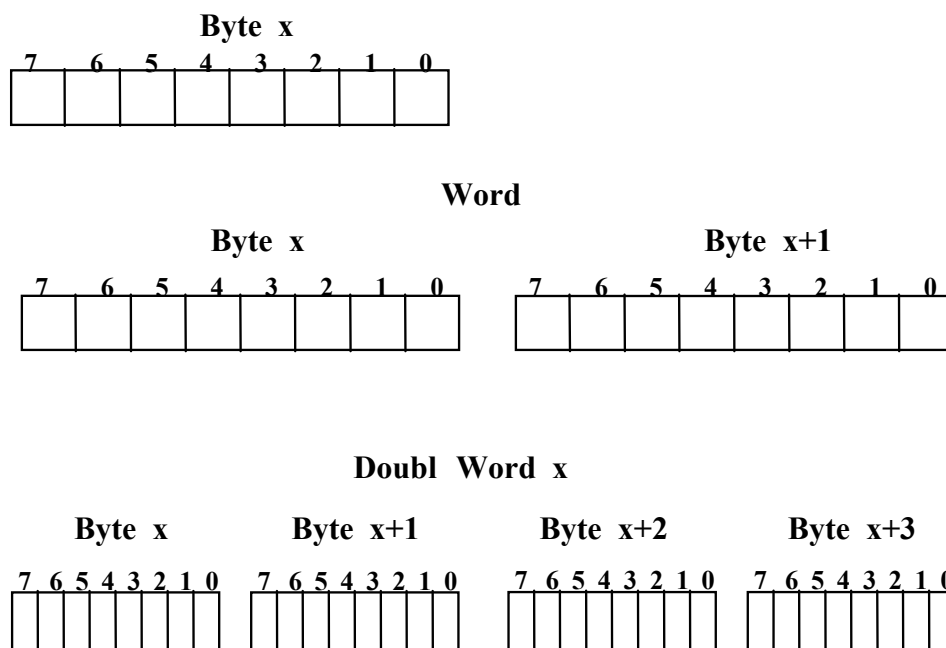 Byte x
7 6 5 4 3 2 1 0
Word
Byte x Byte x+1
7 6 5 4 3 2 1 0 7 6 5 4 3 2 1 0
Doubl Word x
Byte x Byte x+1 Byte x+2 Byte x+3
7 6 5 4 3 2 1 0 7 6 5 4 3 2 1 0 7 6 5 4 3 2 1 0 7 6 5 4 3 2 1 0